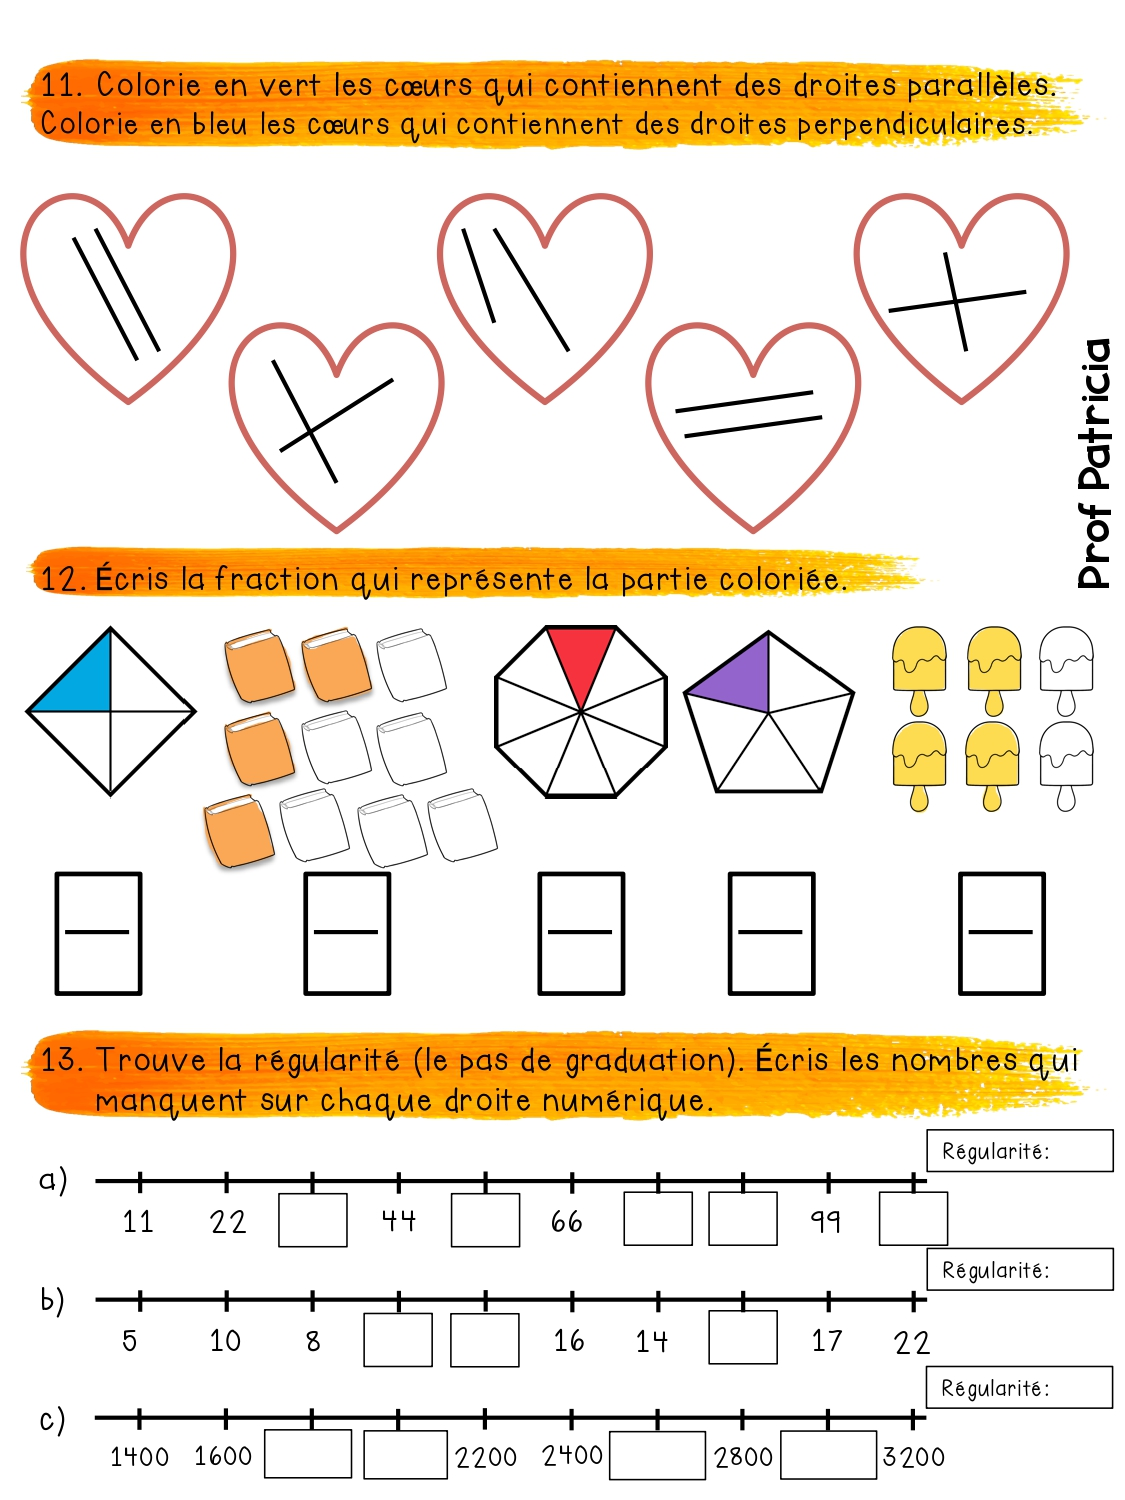 11. Colorie en vert les cœurs qui contiennent des droites parallèles.
Colorie en bleu les cœurs qui contiennent des droites perpendiculaires.
Prof Patricia
12. Écris la fraction qui représente la partie coloriée.
13. Trouve la régularité (le pas de graduation). Écris les nombres qui
manquent sur chaque droite numérique.
Régularité:
a)
11 22 44 66 99
Régularité:
b)
5 10 8 16 14 17 22
Régularité:
c)
1400 1600 2200 2400 2800 3200